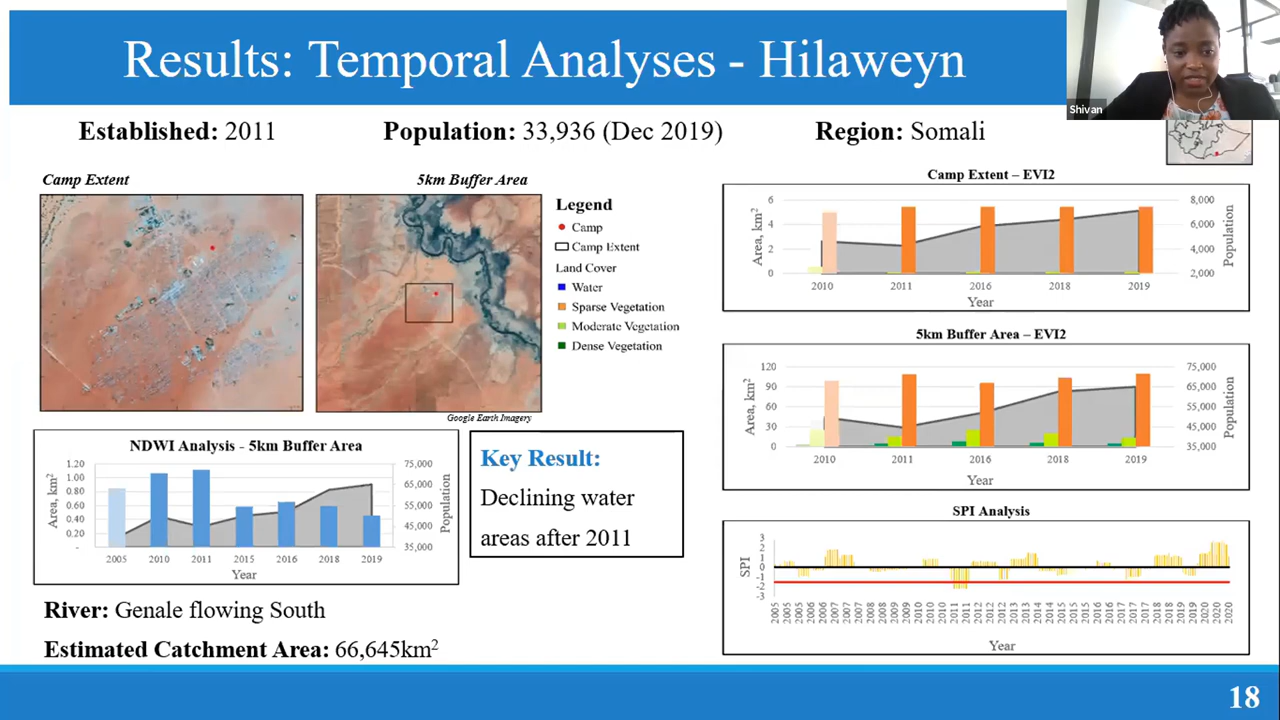 Results: Temporal Analyses - Hilaweyn
Shivan
Established: 2011
Population: 33,936 (Dec 2019)
Region: Somali
Camp Extent
5km Buffer Area
Legend
Camp
Camp Extent
Land Cover
Water
Sparse Vegetation
Moderate Vegetation
Dense Vegetation
Google Earth Imagery
Camp Extent – EVI2
6
4
2
0
Area, km2
8,000
6,000
4,000
2,000
Population
2010 2011 2016 2018 2019
Year
5km Buffer Area – EVI2
120
90
60
30
0
Area, km2
75,000
65,000
55,000
45,000
35,000
Population
2010 2011 2016 2018 2019
Year
NDWI Analysis - 5km Buffer Area
1.20
1.00
0.80
0.60
0.40
0.20
-
Area, km2
75,000
65,000
55,000
45,000
35,000
Population
2005 2010 2011 2015 2016 2018 2019
Year
Key Result:
Declining water
areas after 2011
SPI Analysis
3
2
1
0
-1
-2
-3
SPI
2005 2005 2006 2006 2007 2007 2008 2008 2009 2009 2010 2010 2011 2011 2012 2012 2013 2013 2014 2014 2015 2015 2016 2016 2017 2017 2018 2018 2019 2019 2020 2020
Year
River: Genale flowing South
Estimated Catchment Area: 66,645km2
18